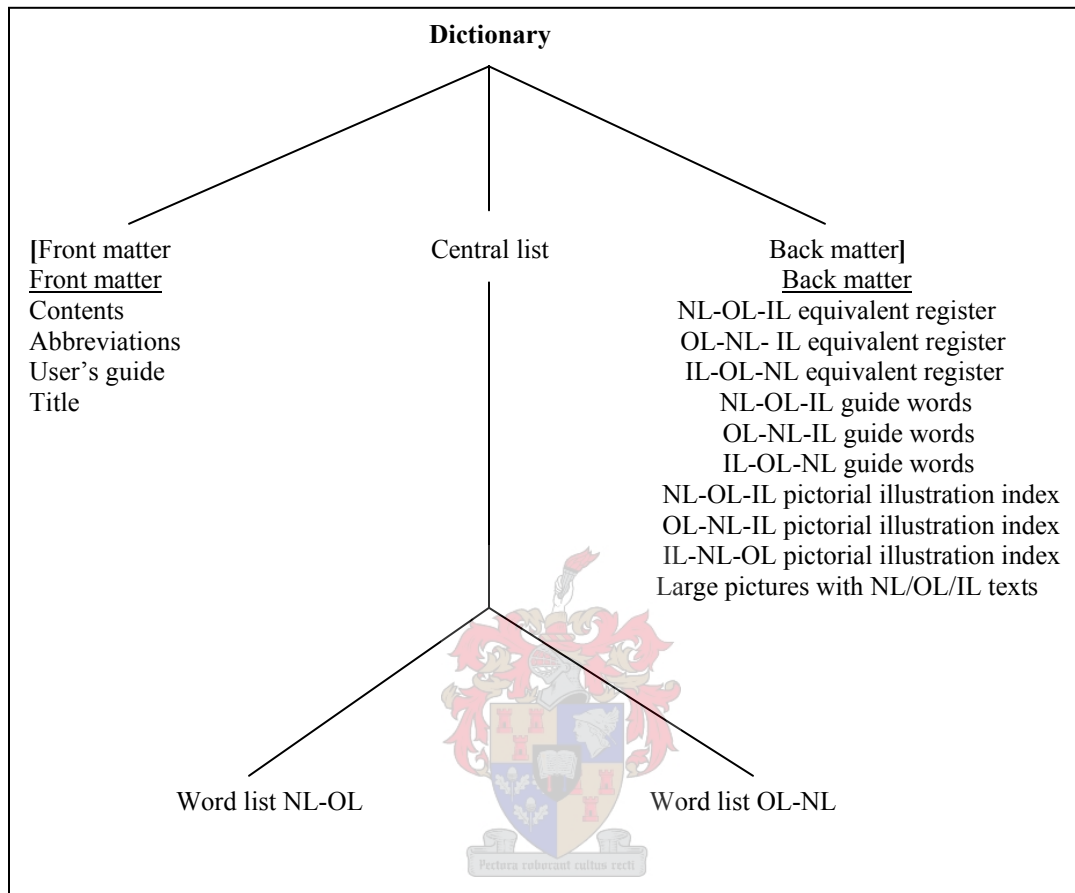 Dictionary
[Front matter
Front matter
Contents
Abbreviations
User's guide
Title
Central list
Back matter]
Back matter
NL-OL-IL equivalent register
OL-NL- IL equivalent register
IL-OL-NL equivalent register
NL-OL-IL guide words
OL-NL-IL guide words
IL-OL-NL guide words
NL-OL-IL pictorial illustration index
OL-NL-IL pictorial illustration index
IL-NL-OL pictorial illustration index
Large pictures with NL/OL/IL texts
Word list NL-OL
Word list OL-NL
Pectora roborant cultus recti